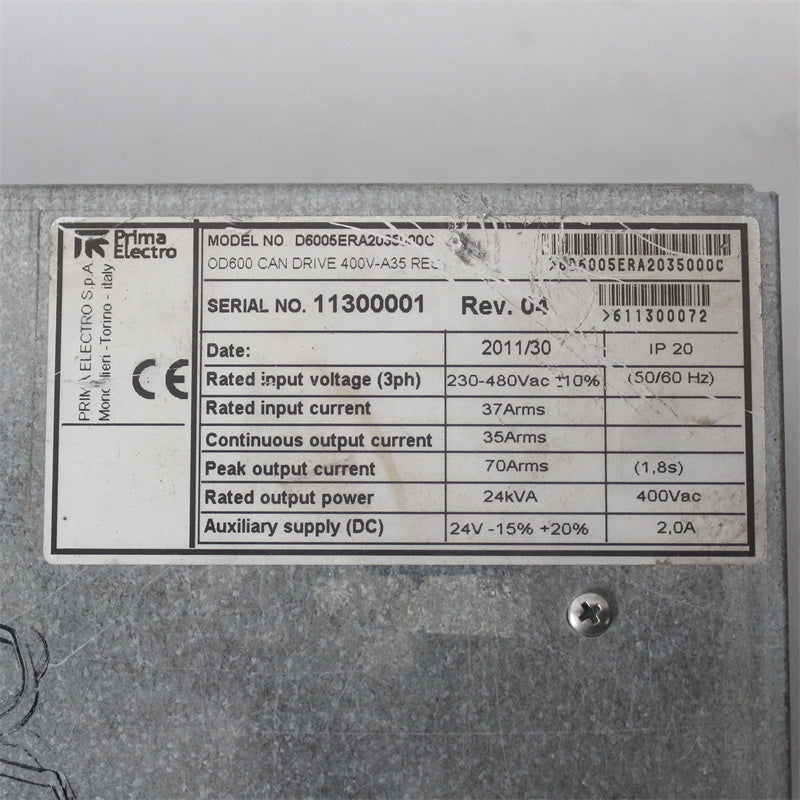 Prima
Electro
PRIMA ELECTRO S.p.A.
Moncalieri -Torino - italy
CE
MODEL NO D6005ERA2035000C
OD600 CAN DRIVE 400V-A35
>6D6005ERA2035000C
SERIAL NO. 11300001 Rev. 04
>611300072
Date: 2011/30 IP 20
Rated input voltage (3ph) 230-480Vac ±10% (50/60 Hz)
Rated input current 37Arms
Continuous output current 35Arms
Peak output current 70Arms (1,8s)
Rated output power 24kVA 400Vac
Auxiliary supply (DC) 24V -15% +20% 2,0A